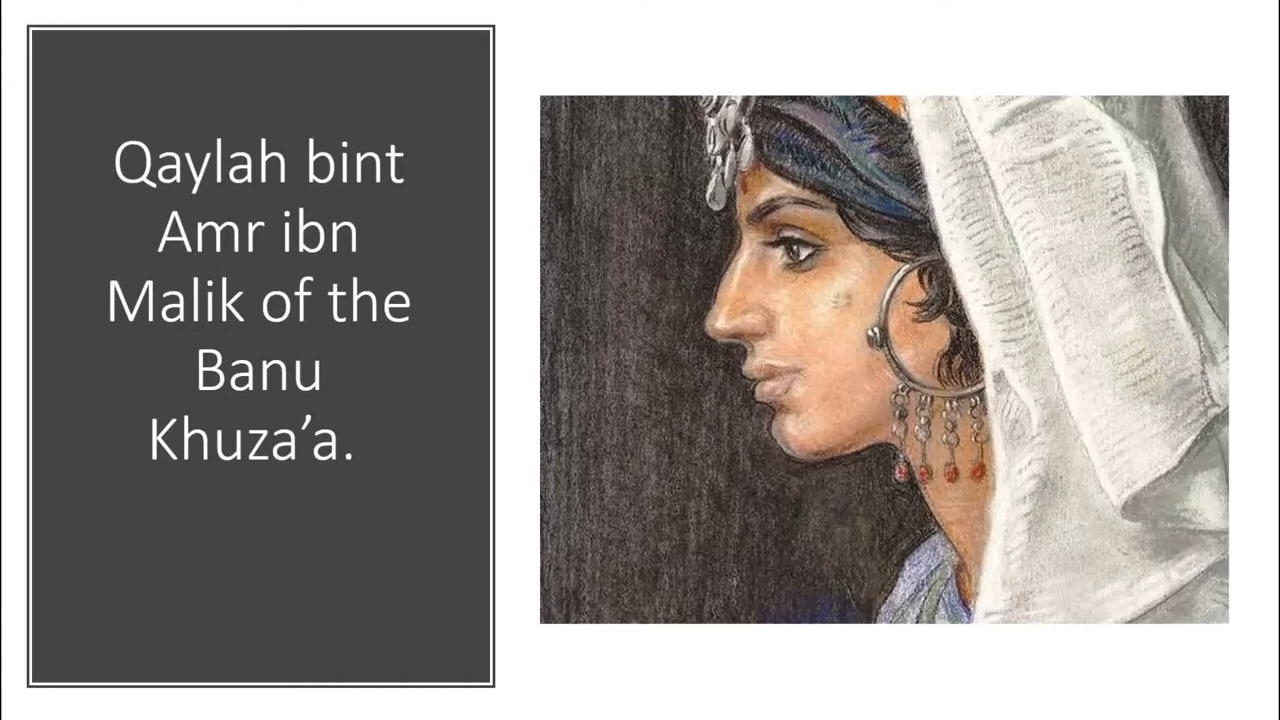 Qaylah bint
Amr ibn
Malik of the
Banu
Khuza’a.